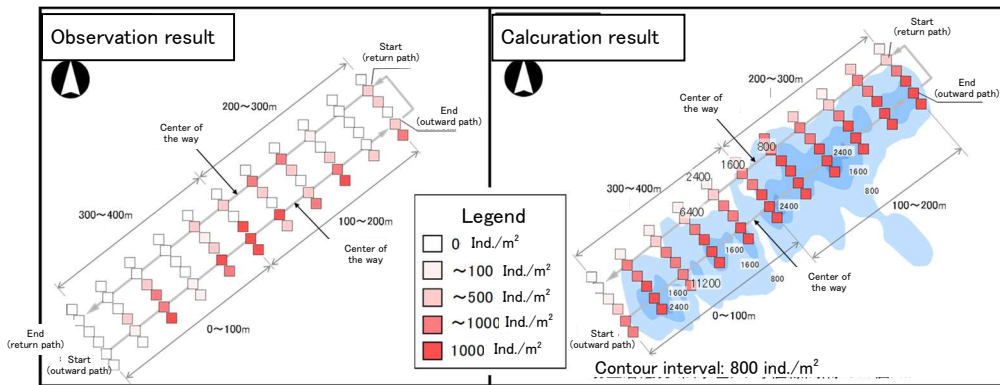 Observation result
Start
(return path)
200～300m
End
(outward path)
Center of
the way
300～400m
100～200m
Center of
the way
0～100m
End
(return path)
Start
(outward path)
Legend
0 Ind./m²
～100 Ind./m²
～500 Ind./m²
～1000 Ind./m²
1000 Ind./m²
Calcuration result
Start
(return path)
200～300m
End
(outward path)
Center of
the way
800
2400
1600
1600
2400
800
300～400m
6400
2400
100～200m
1600
1600
Center of
the way
800
11200
1600
2400
0～100m
Start
(outward path)
Contour interval: 800 ind./m²